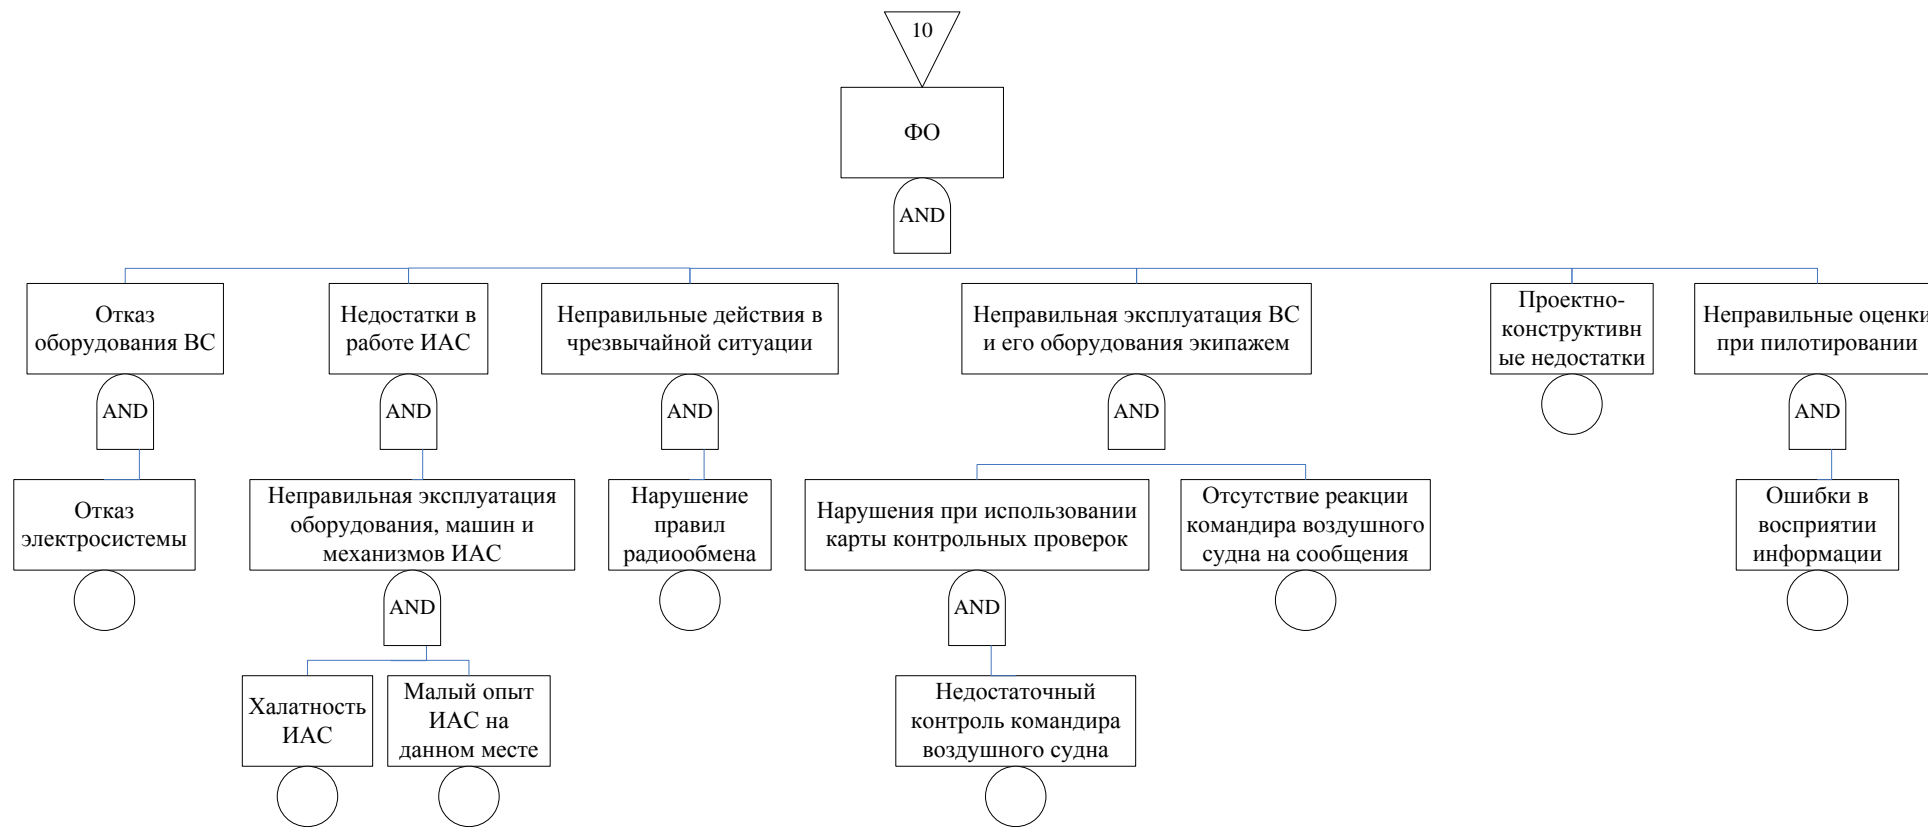 10
ФО
AND
Отказ
оборудования ВС
Недостатки в
работе ИАС
Неправильные действия в
чрезвычайной ситуации
Неправильная эксплуатация ВС
и его оборудования экипажем
Проектно-
конструктивн
ые недостатки
Неправильные оценки
при пилотировании
AND
AND
AND
AND
AND
Отказ
электросистемы
Неправильная эксплуатация
оборудования, машин и
механизмов ИАС
Нарушение
правил
радиообмена
Нарушения при использовании
карты контрольных проверок
Отсутствие реакции
командира воздушного
судна на сообщения
Ошибки в
восприятии
информации
AND
AND
Халатность
ИАС
Малый опыт
ИАС на
данном месте
Недостаточный
контроль командира
воздушного судна